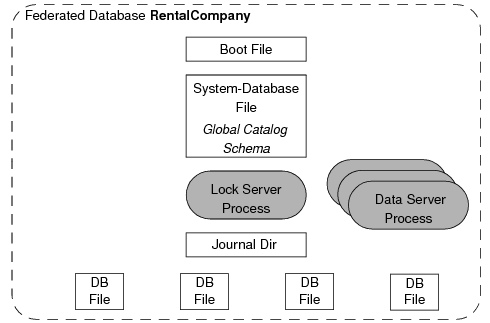 Federated Database RentalCompany
Boot File
System-Database
File
Global Catalog
Schema
Lock Server
Process
Data Server
Process
Journal Dir
DB
File
DB
File
DB
File
DB
File